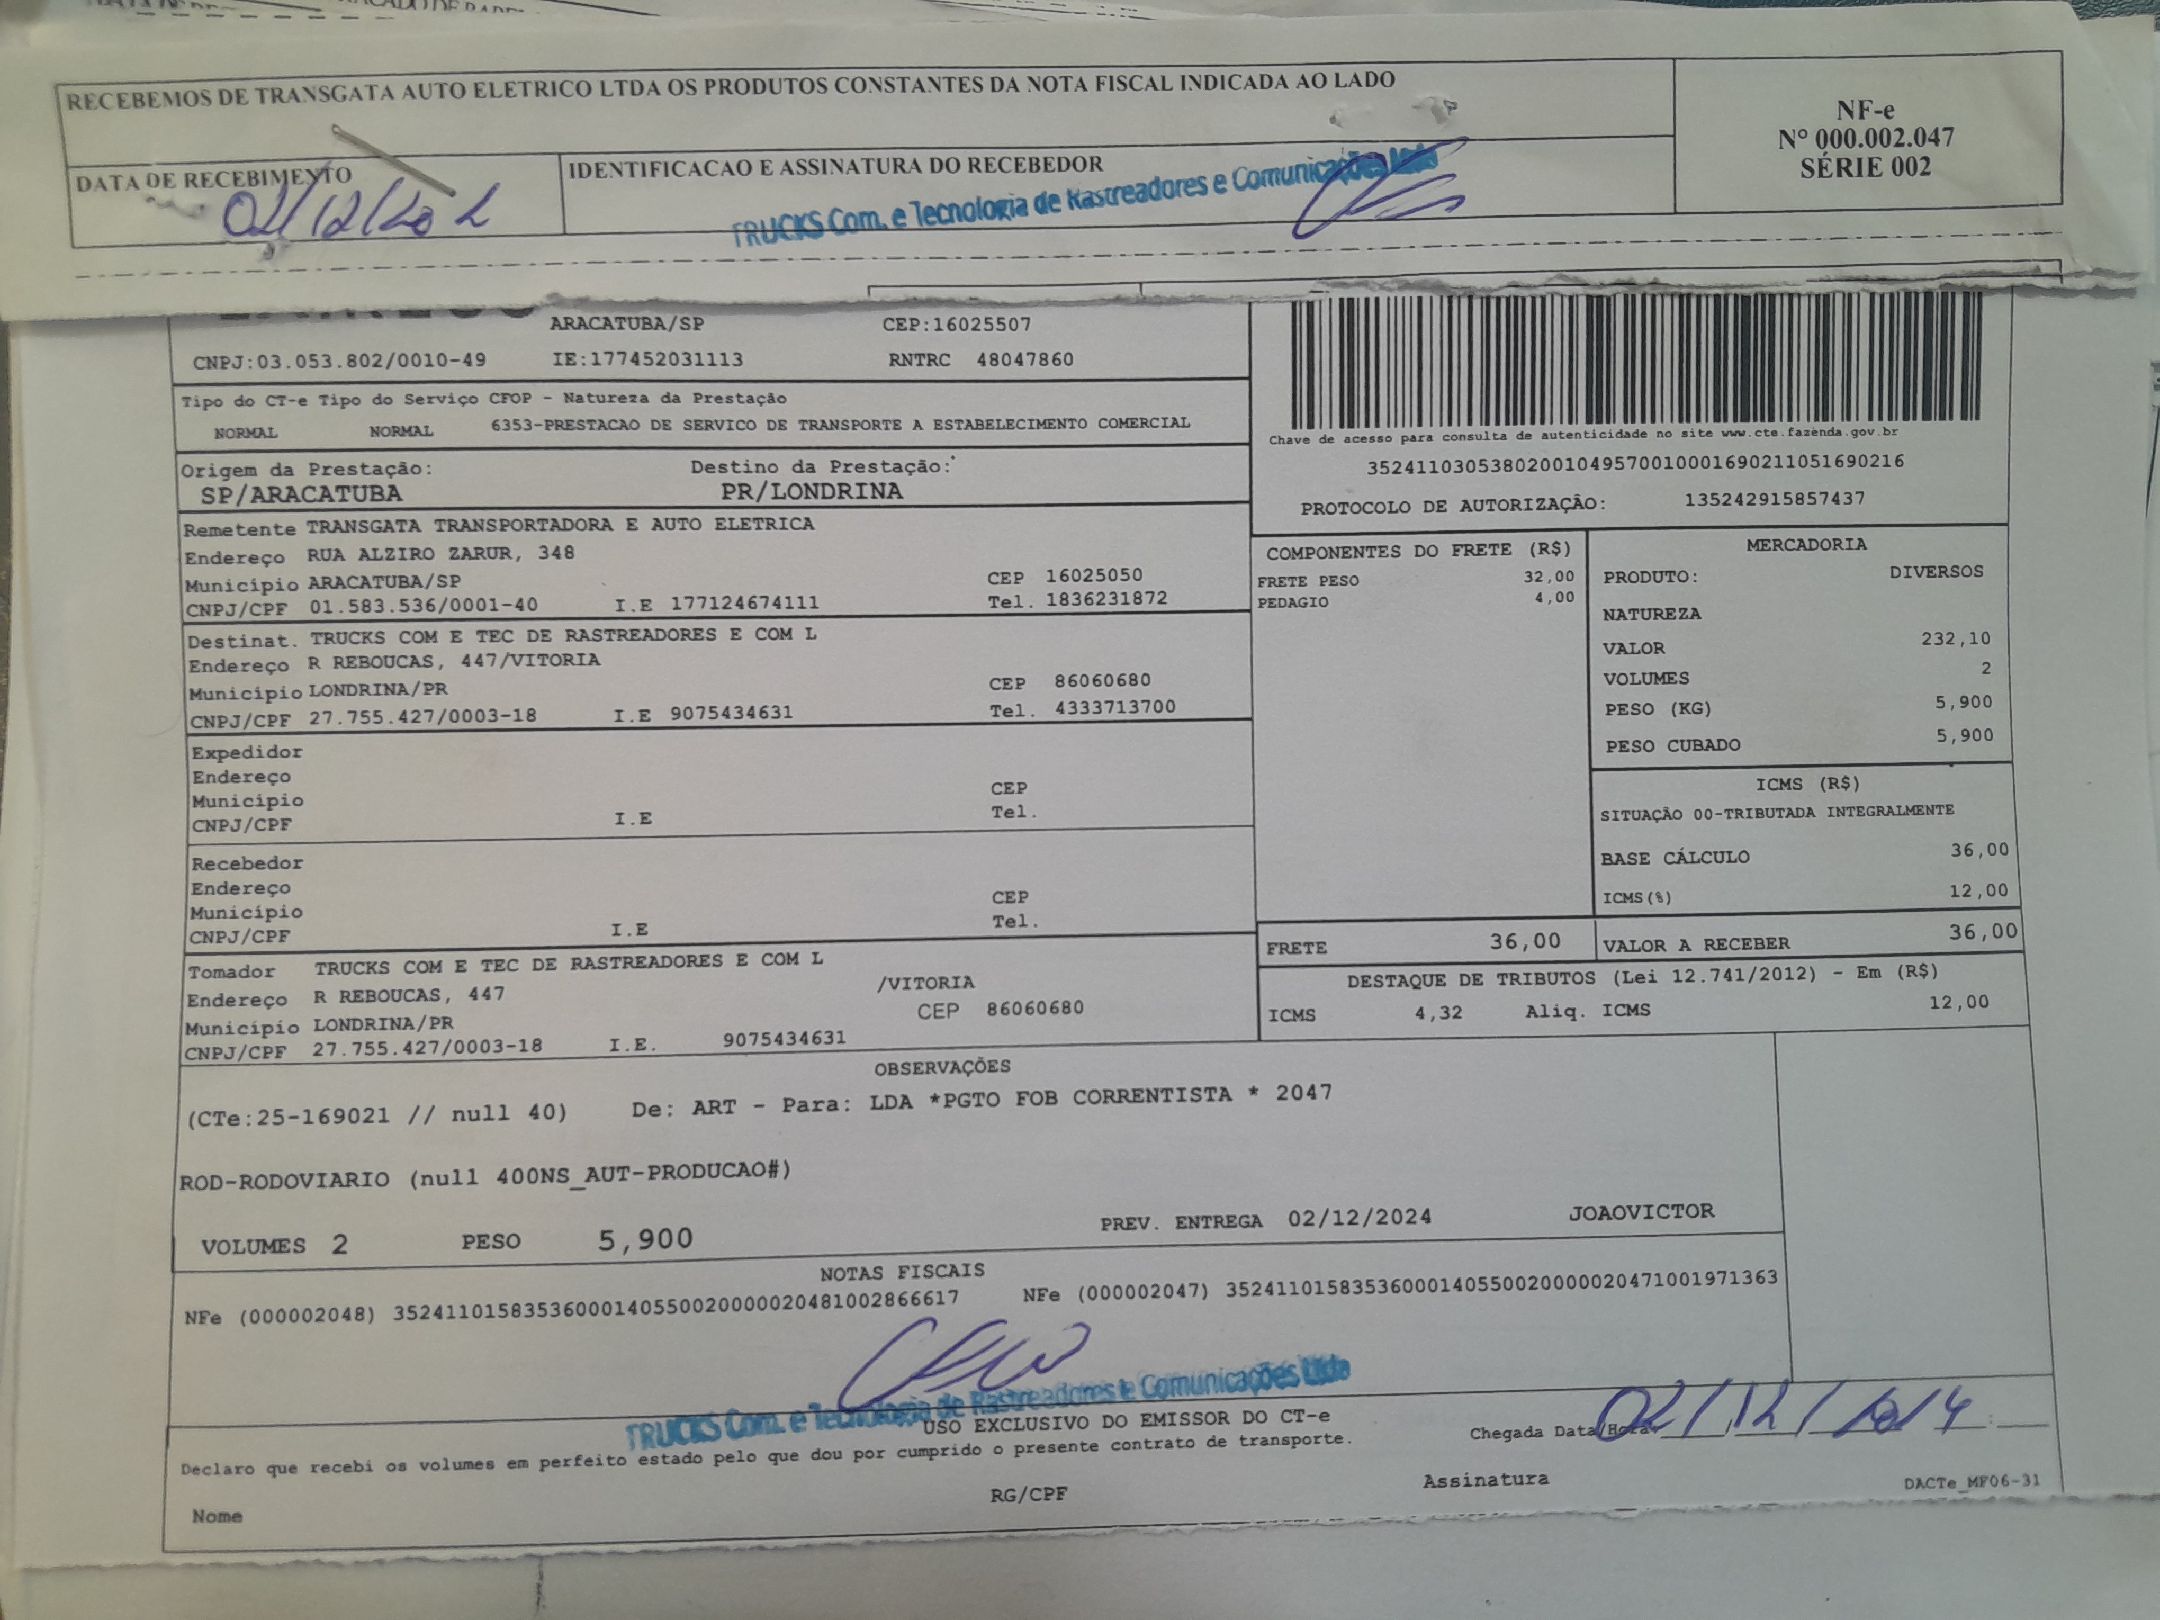 RECEBEMOS DE TRANSGATA AUTO ELETRICO LTDA OS PRODUTOS CONSTANTES DA NOTA FISCAL INDICADA AO LADO
NF-e
Nº 000.002.047
SÉRIE 002
DATA DE RECEBIMENTO
IDENTIFICACAO E ASSINATURA DO RECEBEDOR
TRUCKS Com. e Tecnologia de Rastreadores e Comunicações Ltda
02/12/202
ARACATUBA/SP CEP:16025507
CNPJ:03.053.802/0010-49 IE:177452031113 RNTRC 48047860
Tipo do CT-e Tipo do Serviço CFOP - Natureza da Prestação
NORMAL NORMAL 6353-PRESTACAO DE SERVICO DE TRANSPORTE A ESTABELECIMENTO COMERCIAL
Chave de acesso para consulta de autenticidade no site www.cte.fazenda.gov.br
35241103053802001049570010001690211051690216
PROTOCOLO DE AUTORIZAÇÃO: 135242915857437
Origem da Prestação: Destino da Prestação:
SP/ARACATUBA PR/LONDRINA
Remetente TRANSGATA TRANSPORTADORA E AUTO ELETRICA
Endereço RUA ALZIRO ZARUR, 348
Município ARACATUBA/SP CEP 16025050
CNPJ/CPF 01.583.536/0001-40 I.E 177124674111 Tel. 1836231872
Destinat. TRUCKS COM E TEC DE RASTREADORES E COM L
Endereço R REBOUCAS, 447/VITORIA
Município LONDRINA/PR CEP 86060680
CNPJ/CPF 27.755.427/0003-18 I.E 9075434631 Tel. 4333713700
Expedidor
Endereço
Município CEP
CNPJ/CPF I.E Tel.
Recebedor
Endereço
Município CEP
CNPJ/CPF I.E Tel.
Tomador TRUCKS COM E TEC DE RASTREADORES E COM L
Endereço R REBOUCAS, 447 /VITORIA
Município LONDRINA/PR CEP 86060680
CNPJ/CPF 27.755.427/0003-18 I.E. 9075434631
COMPONENTES DO FRETE (R$)
FRETE PESO 32,00
PEDAGIO 4,00
MERCADORIA
PRODUTO: DIVERSOS
NATUREZA
VALOR 232,10
VOLUMES 2
PESO (KG) 5,900
PESO CUBADO 5,900
ICMS (R$)
SITUAÇÃO 00-TRIBUTADA INTEGRALMENTE
BASE CÁLCULO 36,00
ICMS(%) 12,00
FRETE 36,00 VALOR A RECEBER 36,00
DESTAQUE DE TRIBUTOS (Lei 12.741/2012) - Em (R$)
ICMS 4,32 Aliq. ICMS 12,00
OBSERVAÇÕES
(CTe:25-169021 // null 40) De: ART - Para: LDA *PGTO FOB CORRENTISTA * 2047
ROD-RODOVIARIO (null 400NS_AUT-PRODUCAO#)
VOLUMES 2 PESO 5,900 PREV. ENTREGA 02/12/2024 JOAOVICTOR
NOTAS FISCAIS
NFe (000002048) 35241101583536000140550020000020481002866617 NFe (000002047) 35241101583536000140550020000020471001971363
TRUCKS Com. e Tecnologia de Rastreadores e Comunicações Ltda
USO EXCLUSIVO DO EMISSOR DO CT-e
Chegada Data/Hora 02/12/2024
Declaro que recebi os volumes em perfeito estado pelo que dou por cumprido o presente contrato de transporte.
Nome RG/CPF Assinatura
DACTe_MF06-31